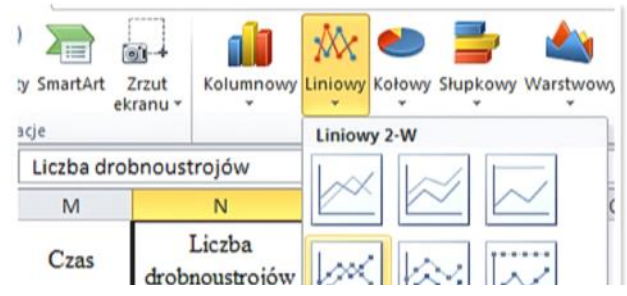 SmartArt Zrzut ekranu Kolumnowy Liniowy Kołowy Słupkowy Warstwowy
Liniowy 2-W
Liczba drobnoustrojów
M N
Czas Liczba
drobnoustrojów